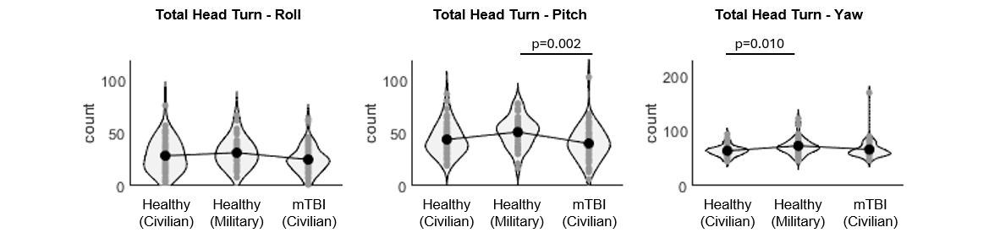 Total Head Turn - Roll
100
50
0
count
Healthy
(Civilian)
Healthy
(Military)
mTBI
(Civilian)
Total Head Turn - Pitch
p=0.002
100
50
0
count
Healthy
(Civilian)
Healthy
(Military)
mTBI
(Civilian)
Total Head Turn - Yaw
p=0.010
200
100
0
count
Healthy
(Civilian)
Healthy
(Military)
mTBI
(Civilian)